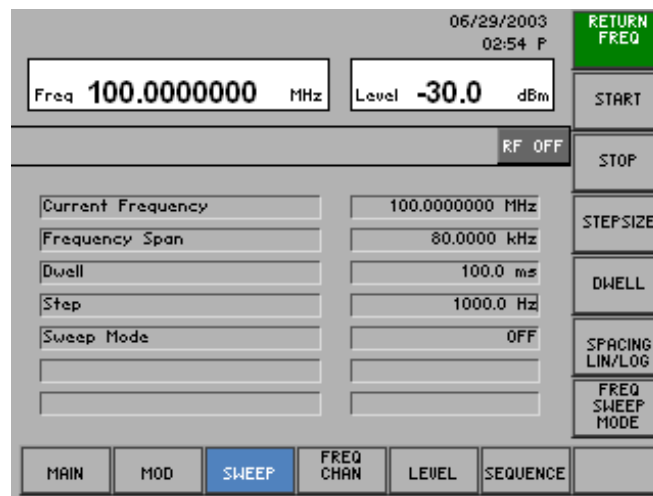 06/29/2003
02:54 P
RETURN
FREQ
Freq 100.0000000 MHz
Level -30.0 dBm
START
RF OFF
STOP
Current Frequency 100.0000000 MHz
Frequency Span 80.0000 kHz
STEPSIZE
Dwell 100.0 ms
DWELL
Step 1000.0 Hz
Sweep Mode OFF
SPACING
LIN/LOG
FREQ
SWEEP
MODE
MAIN
MOD
SWEEP
FREQ
CHAN
LEVEL
SEQUENCE